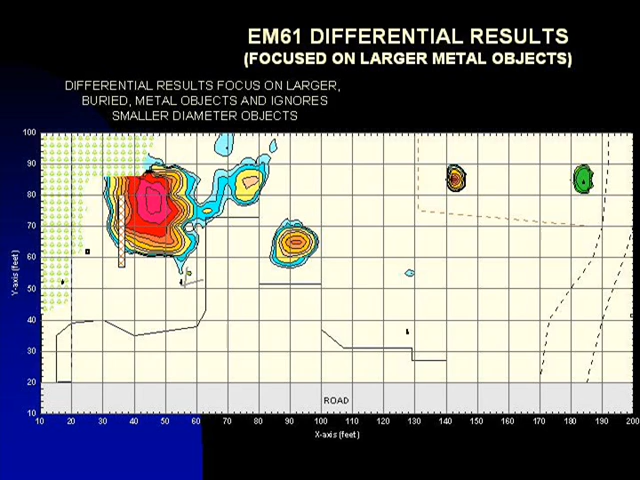 EM61 DIFFERENTIAL RESULTS
(FOCUSED ON LARGER METAL OBJECTS)
DIFFERENTIAL RESULTS FOCUS ON LARGER,
BURIED, METAL OBJECTS AND IGNORES
SMALLER DIAMETER OBJECTS
100
90
80
70
60
50
40
30
20
10
Y-axis (feet)
ROAD
10 20 30 40 50 60 70 80 90 100 110 120 130 140 150 160 170 180 190 200
X-axis (feet)